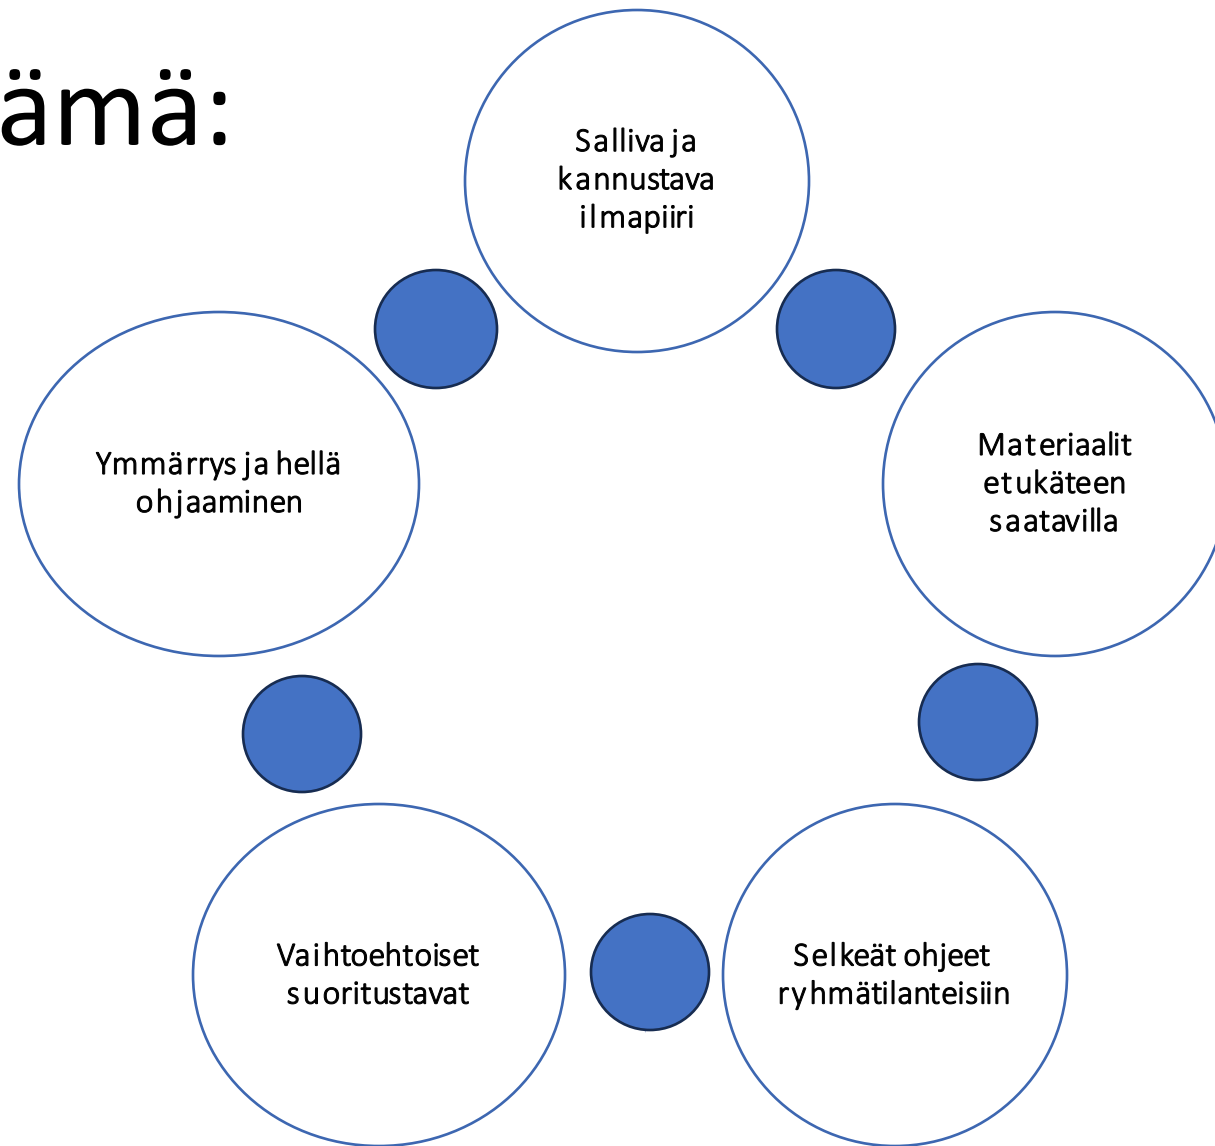 ämä:
Salliva ja
kannustava
ilmapiiri
Ymmärrys ja hellä
ohjaaminen
Materiaalit
etukäteen
saatavilla
Vaihtoehtoiset
suoritustavat
Selkeät ohjeet
ryhmätilanteisiin